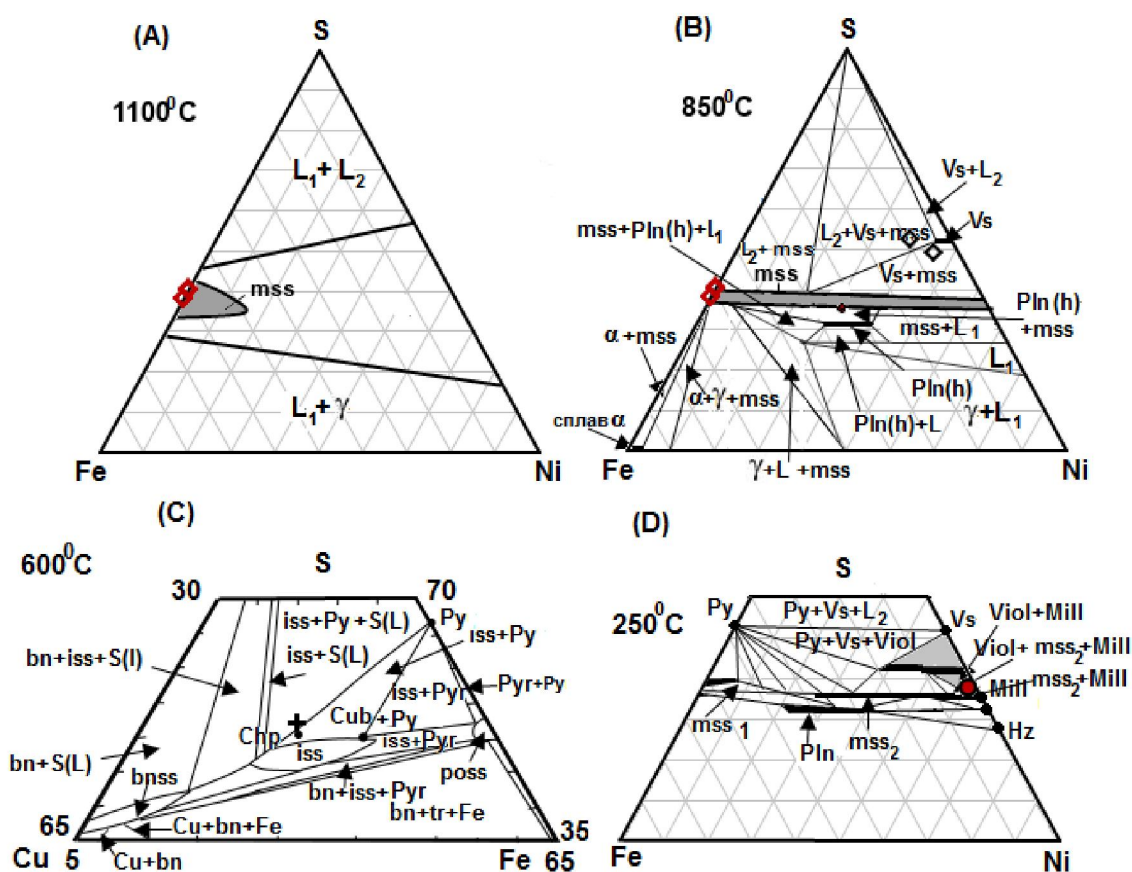 (A)
S
1100⁰C
L₁ + L₂
mss
L₁ + γ
Fe
Ni
(B)
S
850⁰C
Vs+L₂
Vs
mss+Pln(h)+L₁
L₂+Vs+mss
L₂+ mss
mss
Vs+mss
Pln(h)
+mss
mss+L₁
α+mss
L₁
Pln(h)
α+γ+mss
γ+L₁
Pln(h)+L
сплав α
Fe
Ni
γ+L +mss
(C)
600⁰C
S
30
70
Py
iss+Py + S(L)
iss+Py
bn+iss+S(l)
iss+S(L)
iss+Pyr
Pyr+Py
Cub+Py
Chp
iss
iss+Pyr
bn+S(L)
bnss
poss
bn+iss+Pyr
bn+tr+Fe
65
35
Cu+bn+Fe
Cu 5
Fe 65
Cu+bn
(D)
S
250⁰C
Py
Py+Vs+L₂
Vs
Viol+Mill
Py+Vs+Viol
Viol+ mss₂+Mill
Mill
mss₂+Mill
mss₁
Hz
Pln
mss₂
Fe
Ni